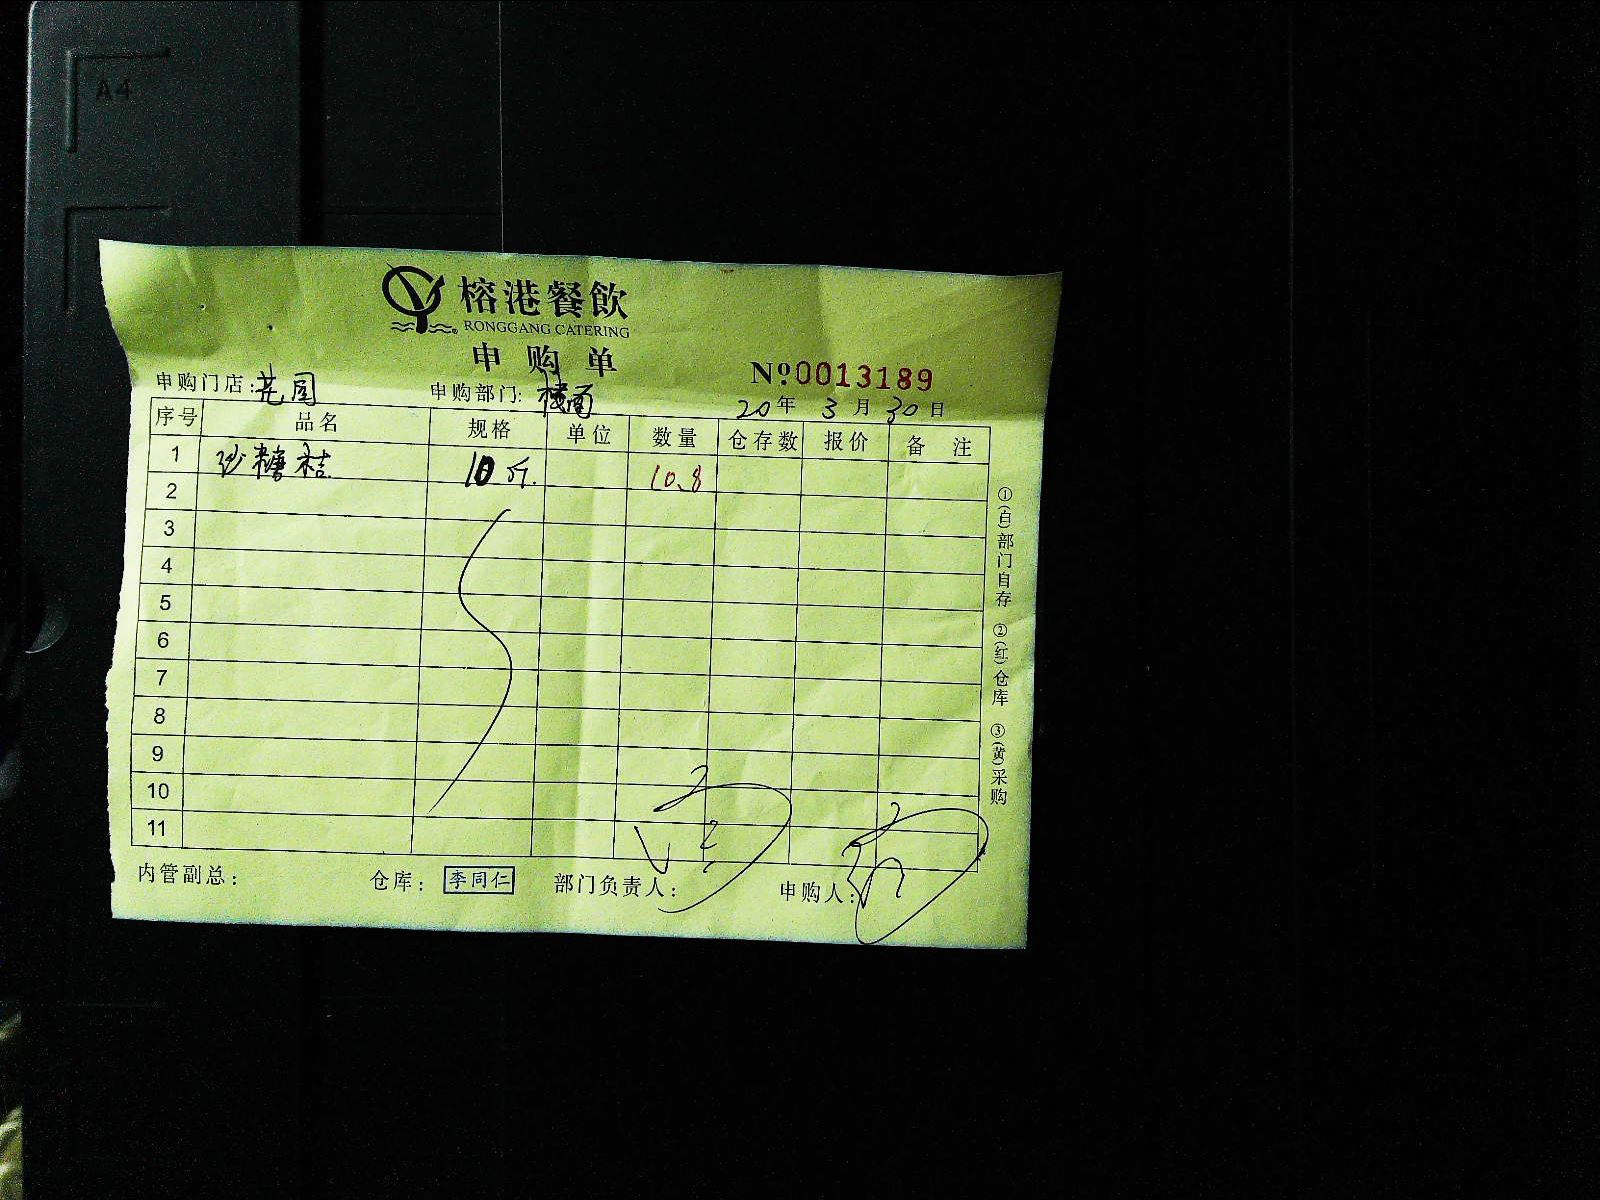 A4
榕港餐飲
RONGGANG CATERING
申购单
№0013189
申购门店:花园 申购部门:楼面 20年3月30日
序号 品名 规格 单位 数量 仓存数 报价 备注
1 沙糖桔 10斤. 10.8
2
3
4
5
6
7
8
9
10
11
①(白)部门自存 ②(红)仓库 ③(黄)采购
内管副总: 仓库: 李同仁 部门负责人: 申购人: